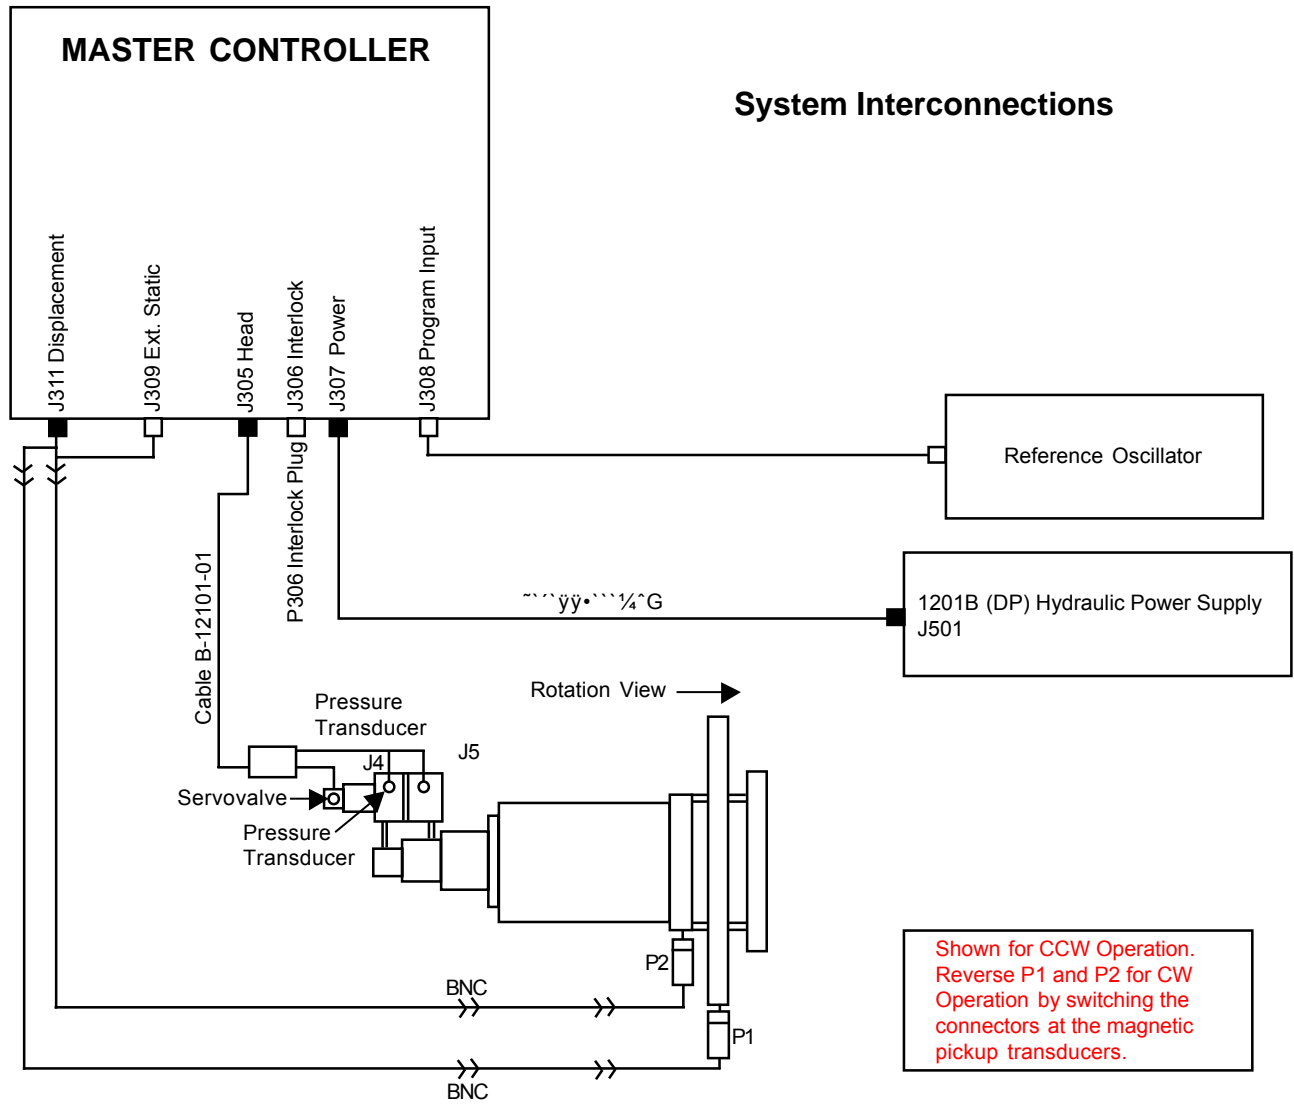 MASTER CONTROLLER
System Interconnections
J311 Displacement
J309 Ext. Static
J305 Head
J306 Interlock
J307 Power
J308 Program Input
P306 Interlock Plug
Cable B-12101-01
Reference Oscillator
1201B (DP) Hydraulic Power Supply
J501
Rotation View
Pressure
Transducer
J4
J5
Servovalve
Pressure
Transducer
P2
BNC
P1
BNC
Shown for CCW Operation.
Reverse P1 and P2 for CW
Operation by switching the
connectors at the magnetic
pickup transducers.